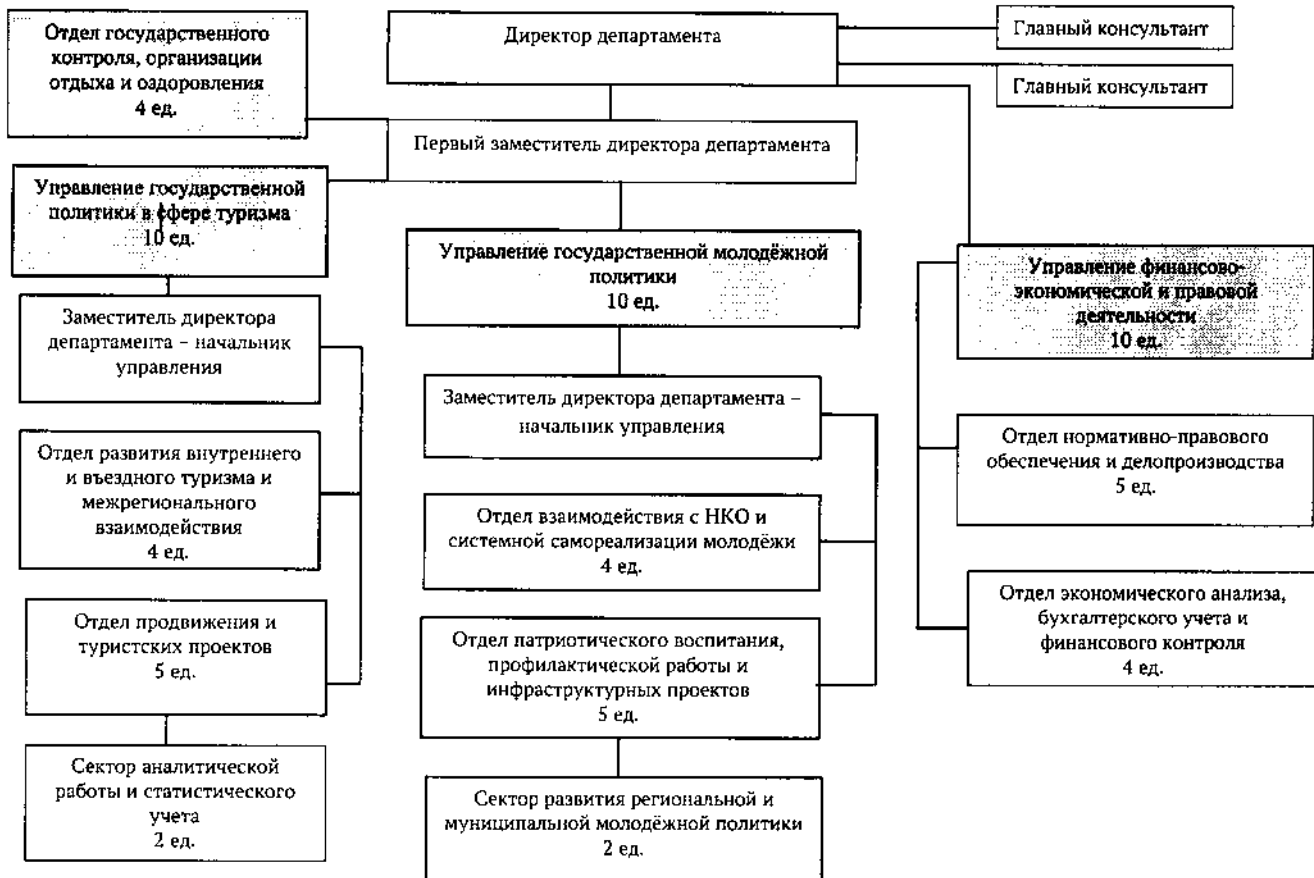 Отдел государственного
контроля, организации
отдыха и оздоровления
4 ед.
Директор департамента
Главный консультант
Главный консультант
Первый заместитель директора департамента
Управление государственной
политики в сфере туризма
10 ед.
Управление государственной молодёжной
политики
10 ед.
Управление финансово-
экономической и правовой
деятельности
10 ед.
Заместитель директора
департамента – начальник
управления
Заместитель директора департамента –
начальник управления
Отдел нормативно-правового
обеспечения и делопроизводства
5 ед.
Отдел развития внутреннего
и въездного туризма и
межрегионального
взаимодействия
4 ед.
Отдел взаимодействия с НКО и
системной самореализации молодёжи
4 ед.
Отдел экономического анализа,
бухгалтерского учета и
финансового контроля
4 ед.
Отдел продвижения и
туристских проектов
5 ед.
Отдел патриотического воспитания,
профилактической работы и
инфраструктурных проектов
5 ед.
Сектор аналитической
работы и статистического
учета
2 ед.
Сектор развития региональной и
муниципальной молодёжной политики
2 ед.